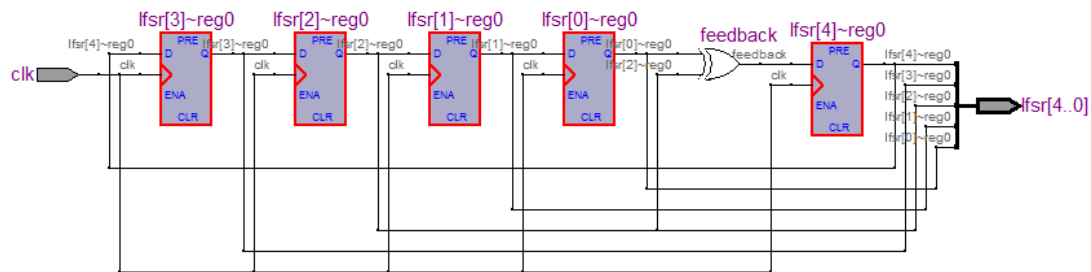 lfsr[3]~reg0 lfsr[2]~reg0 lfsr[1]~reg0 lfsr[0]~reg0 feedback lfsr[4]~reg0
lfsr[4]~reg0 D PRE Q lfsr[3]~reg0 D PRE Q lfsr[2]~reg0 D PRE Q lfsr[1]~reg0 D PRE Q lfsr[0]~reg0 feedback D PRE Q lfsr[4]~reg0
clk clk clk clk clk lfsr[2]~reg0 clk lfsr[3]~reg0
ENA ENA ENA ENA ENA lfsr[2]~reg0
lfsr[4..0]
CLR CLR CLR CLR CLR lfsr[1]~reg0
lfsr[0]~reg0